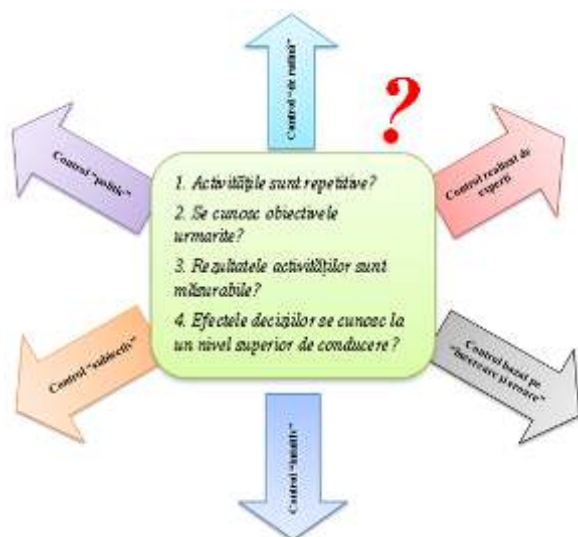 Control "de rutină"
?
Control "politic"
Control realizat de
experți
1. Activitățile sunt repetitive?
2. Se cunosc obiectivele
urmarite?
3. Rezultatele activităților sunt
măsurabile?
4. Efectele deciziilor se cunosc la
un nivel superior de conducere?
Control "subiectiv"
Control bazat pe
"încercare și eroare"
Control "intuitiv"